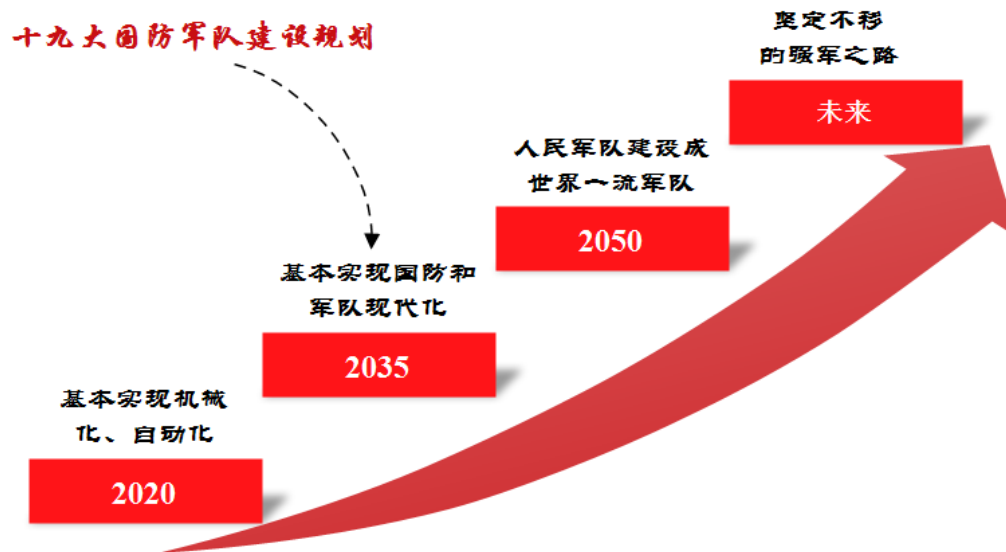 十九大国防军队建设规划
坚定不移
的强军之路
未来
人民军队建设成
世界一流军队
2050
基本实现国防和
军队现代化
2035
基本实现机械
化、自动化
2020